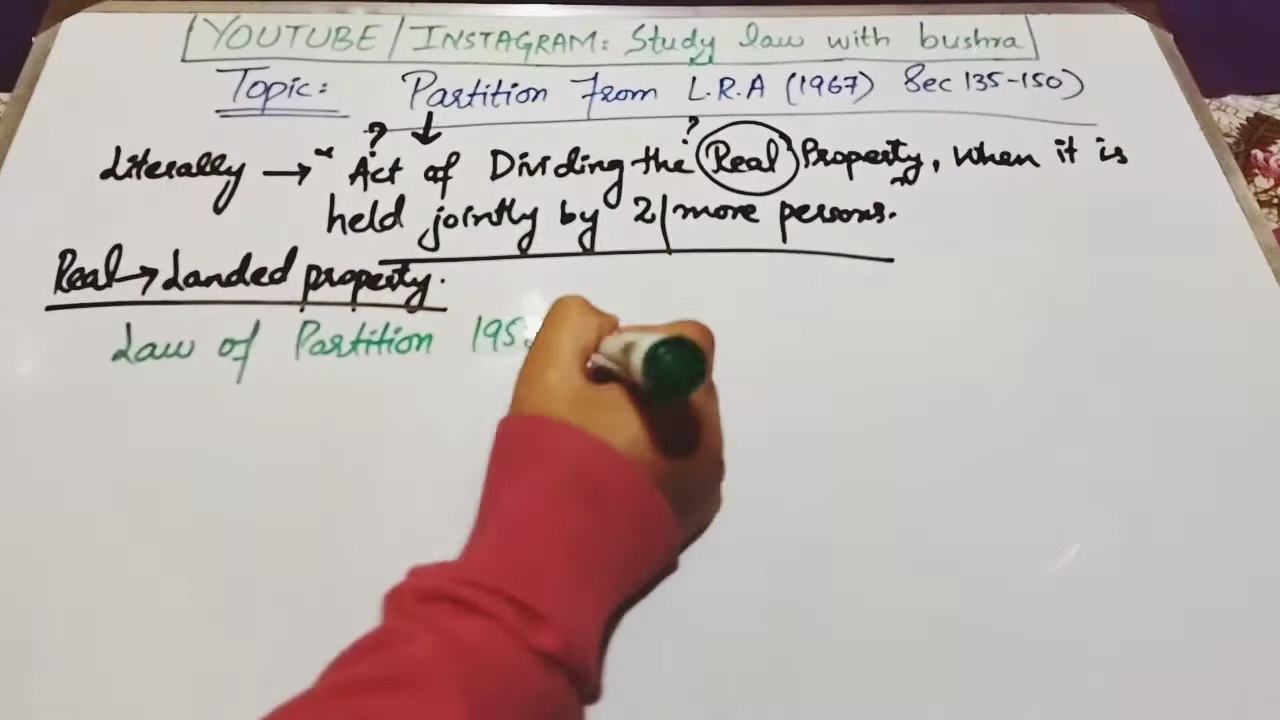 YOUTUBE/INSTAGRAM: Study law with bushra
Topic: Partition From L.R.A (1967) Sec 135-150)
? ?
Literally → " Act of Dividing the Real Property, when it is
held jointly by 2/more persons.
Real → Landed property.
Law of Partition